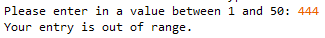 Please enter in a value between 1 and 50: 444
Your entry is out of range.